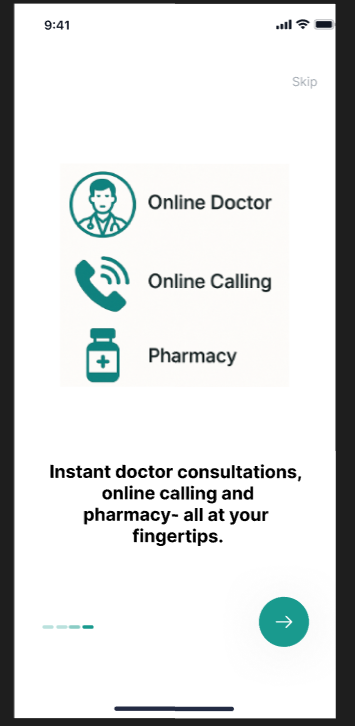 9:41
Skip
Online Doctor
Online Calling
Pharmacy
Instant doctor consultations,
online calling and
pharmacy- all at your
fingertips.